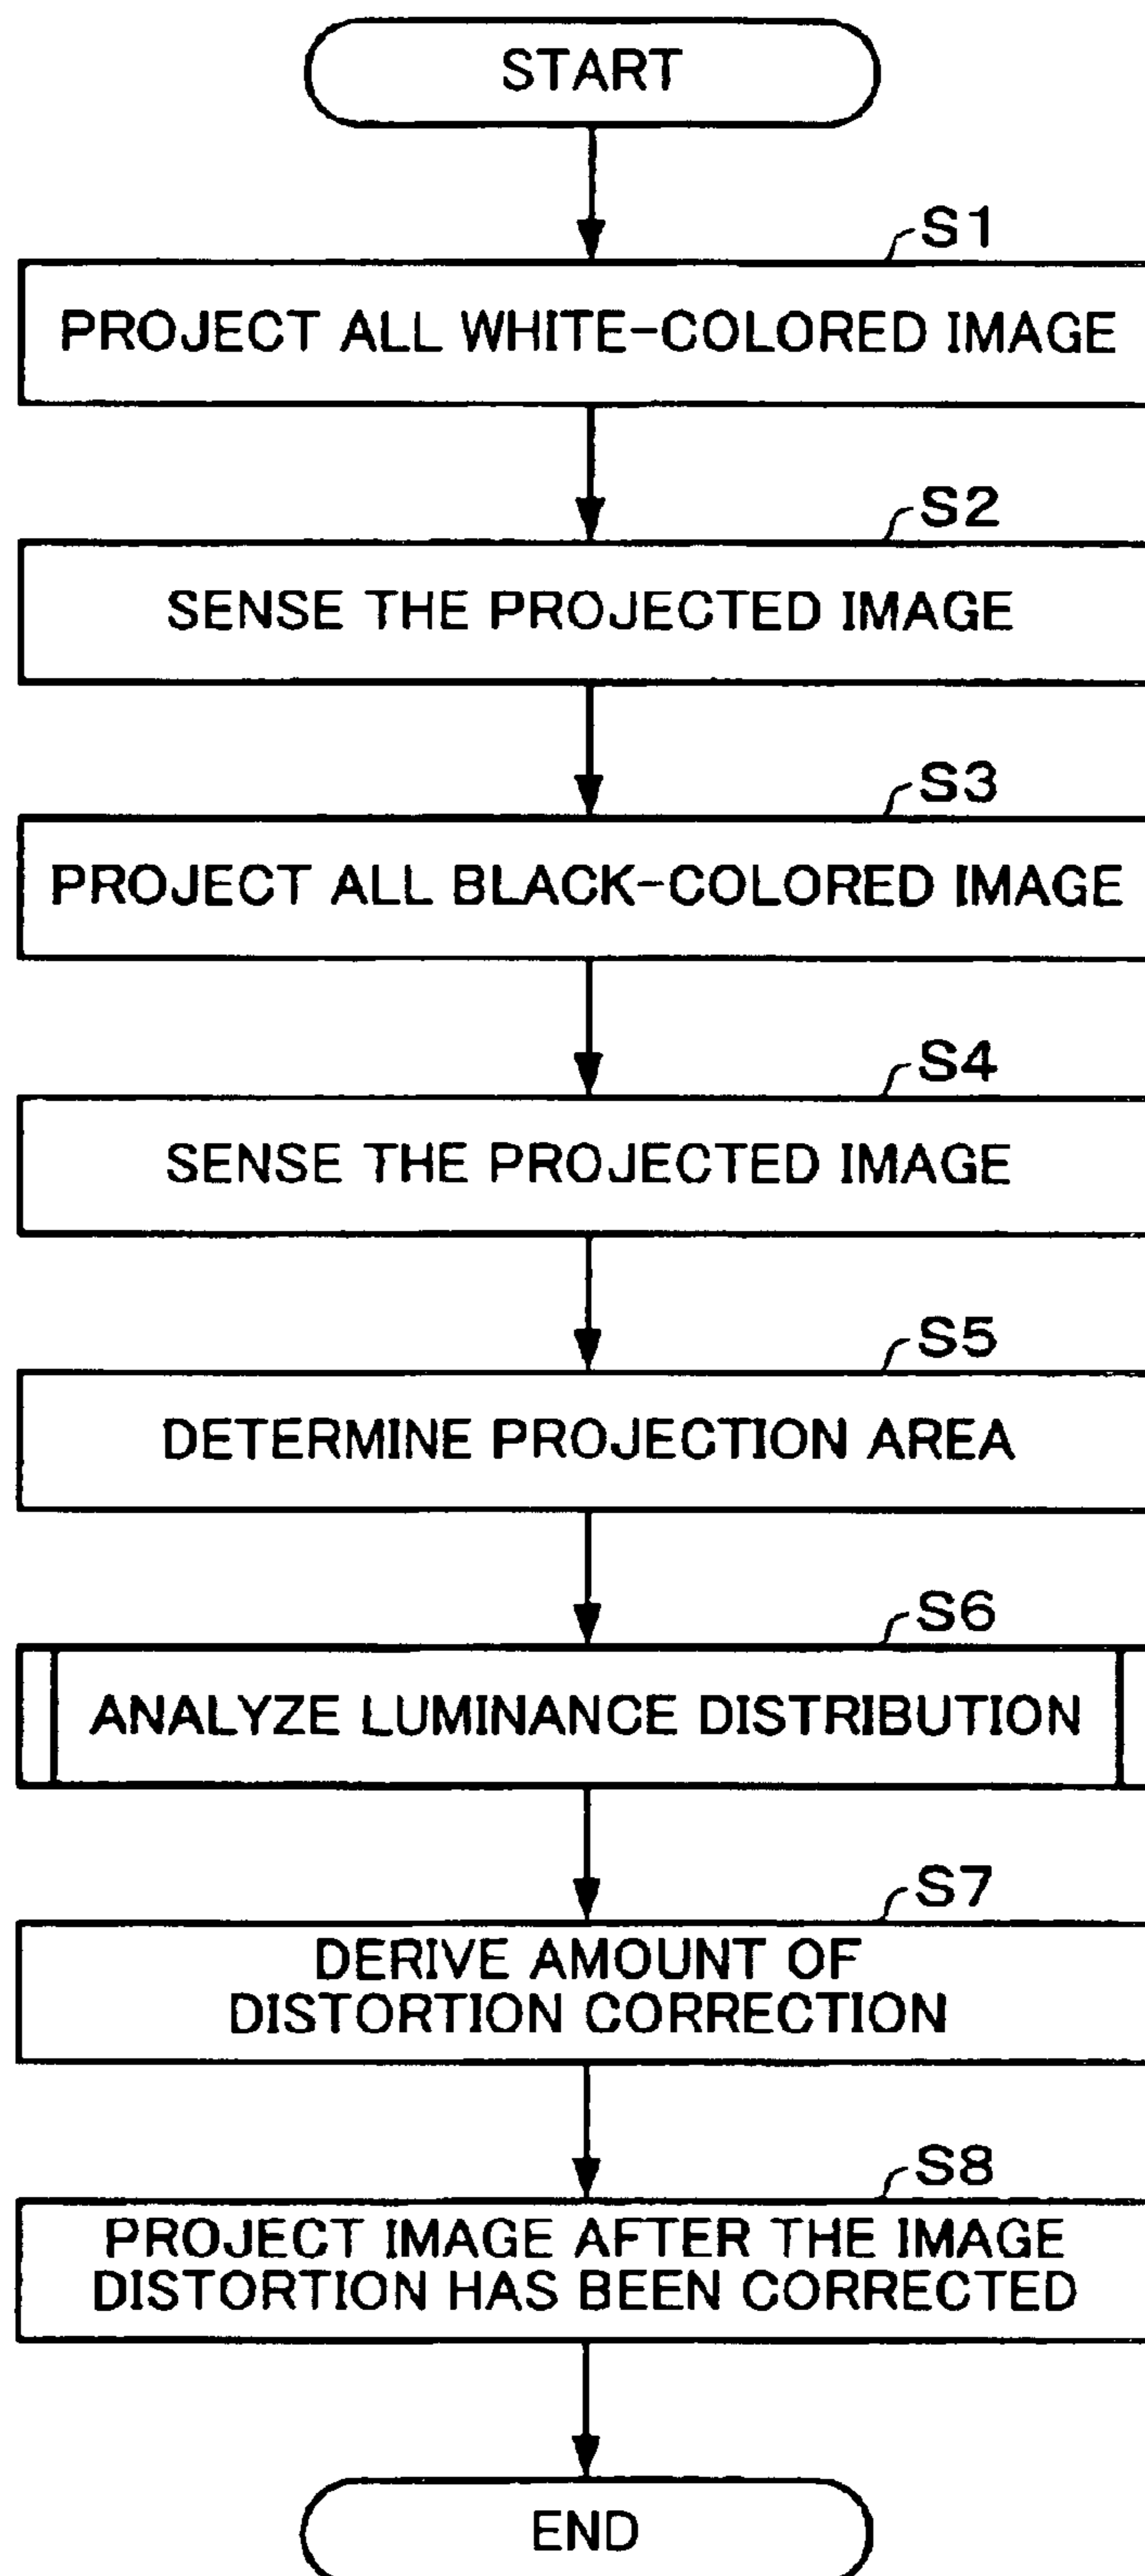 START
S1
PROJECT ALL WHITE-COLORED IMAGE
S2
SENSE THE PROJECTED IMAGE
S3
PROJECT ALL BLACK-COLORED IMAGE
S4
SENSE THE PROJECTED IMAGE
S5
DETERMINE PROJECTION AREA
S6
ANALYZE LUMINANCE DISTRIBUTION
S7
DERIVE AMOUNT OF
DISTORTION CORRECTION
S8
PROJECT IMAGE AFTER THE IMAGE
DISTORTION HAS BEEN CORRECTED
END